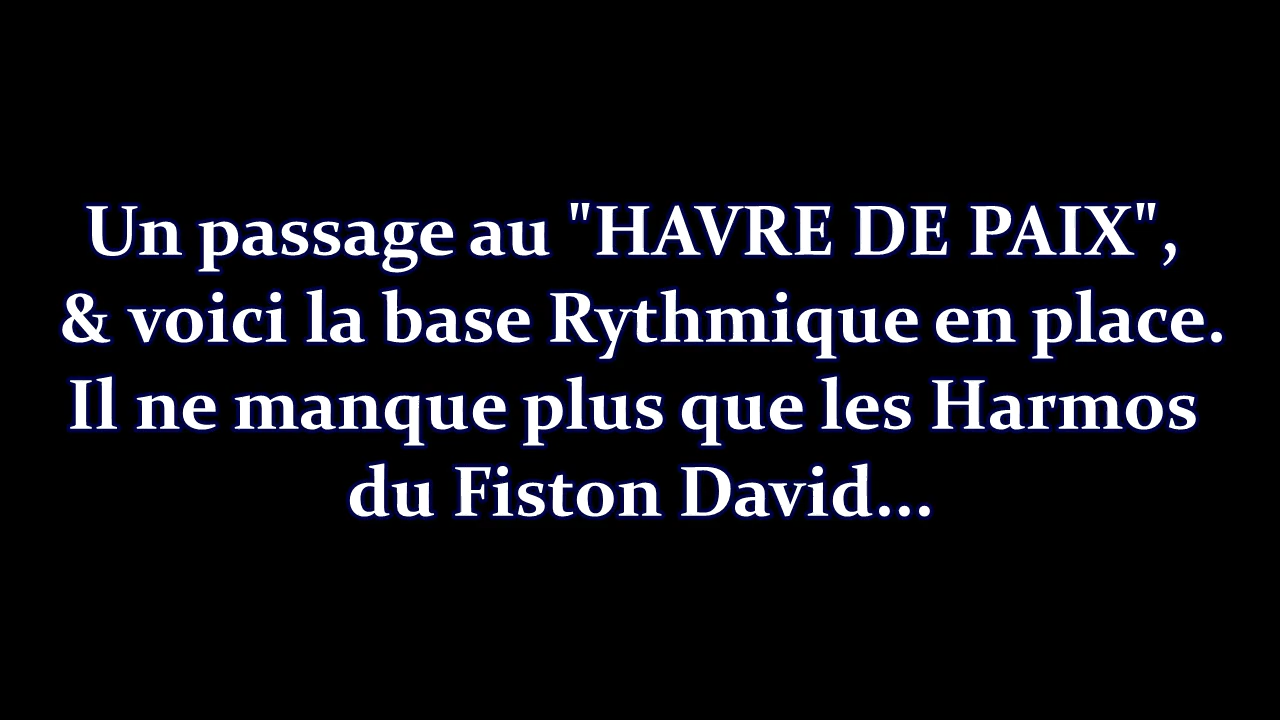 Un passage au "HAVRE DE PAIX",
& voici la base Rythmique en place.
Il ne manque plus que les Harmos
du Fiston David...